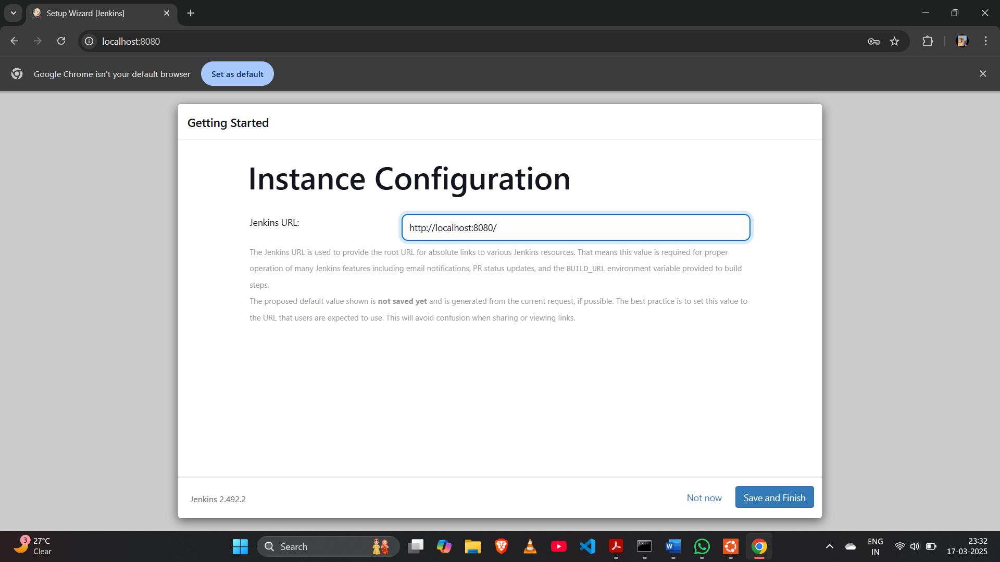 Setup Wizard [Jenkins]
localhost:8080
Google Chrome isn't your default browser
Set as default
Getting Started
Instance Configuration
Jenkins URL:
http://localhost:8080/
The Jenkins URL is used to provide the root URL for absolute links to various Jenkins resources. That means this value is required for proper
operation of many Jenkins features including email notifications, PR status updates, and the BUILD_URL environment variable provided to build
steps.
The proposed default value shown is not saved yet and is generated from the current request, if possible. The best practice is to set this value to
the URL that users are expected to use. This will avoid confusion when sharing or viewing links.
Jenkins 2.492.2
Not now
Save and Finish
3
27°C
Clear
Search
ENG
IN
23:32
17-03-2025